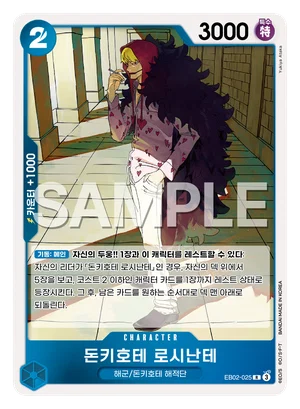 2
3000
특수
特
카운터 +1000
SAMPLE
기동: 메인 자신의 두웅!! 1장과 이 캐릭터를 레스트할 수 있다:
자신의 리더가 「돈키호테 로시난테」인 경우, 자신의 덱 위에서
5장을 보고, 코스트 2 이하인 캐릭터 카드를 1장까지 레스트 상태로
등장시킨다. 그 후, 남은 카드를 원하는 순서대로 덱 맨 아래로
되돌린다.
CHARACTER
돈키호테 로시난테
해군/돈키호테 해적단
EB02-025 R 3